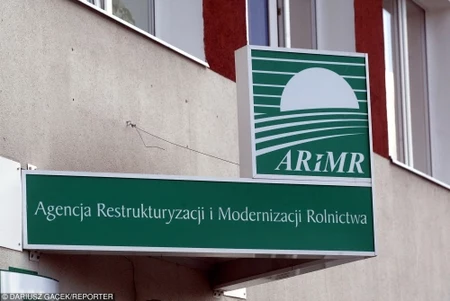 ARiMR
Agencja Restrukturyzacji i Modernizacji Rolnictwa
© DARIUSZ GACEK/REPORTER